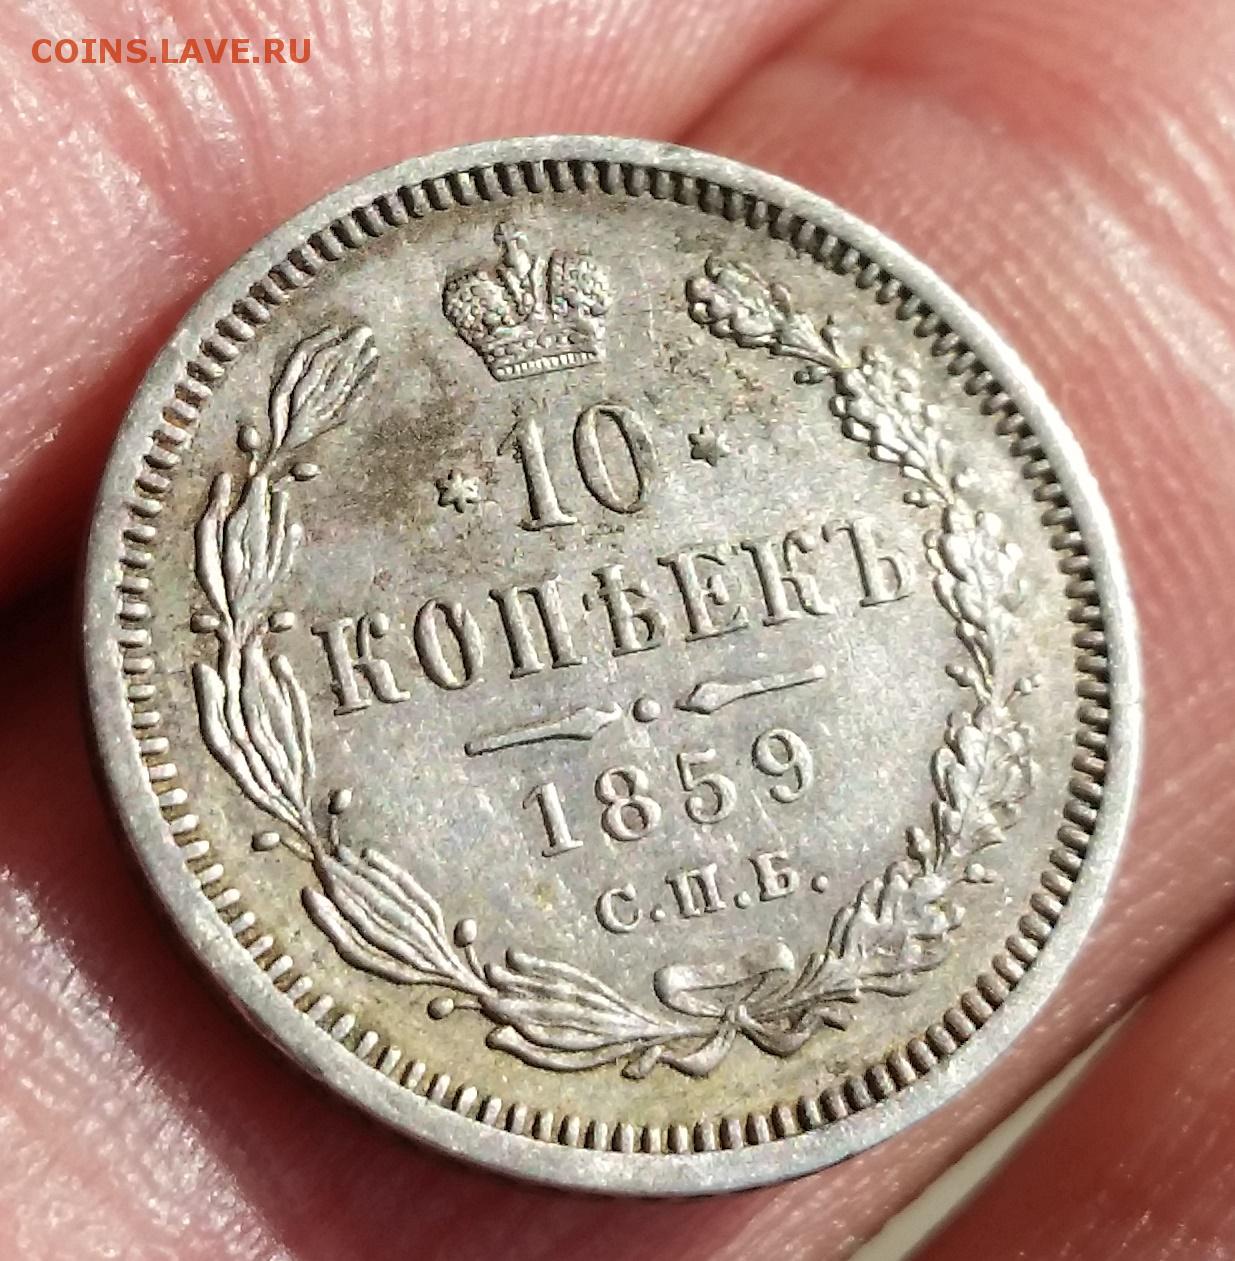 COINS.LAVE.RU
* 10 *
КОПѢЕКЪ
1859
С.П.Б.